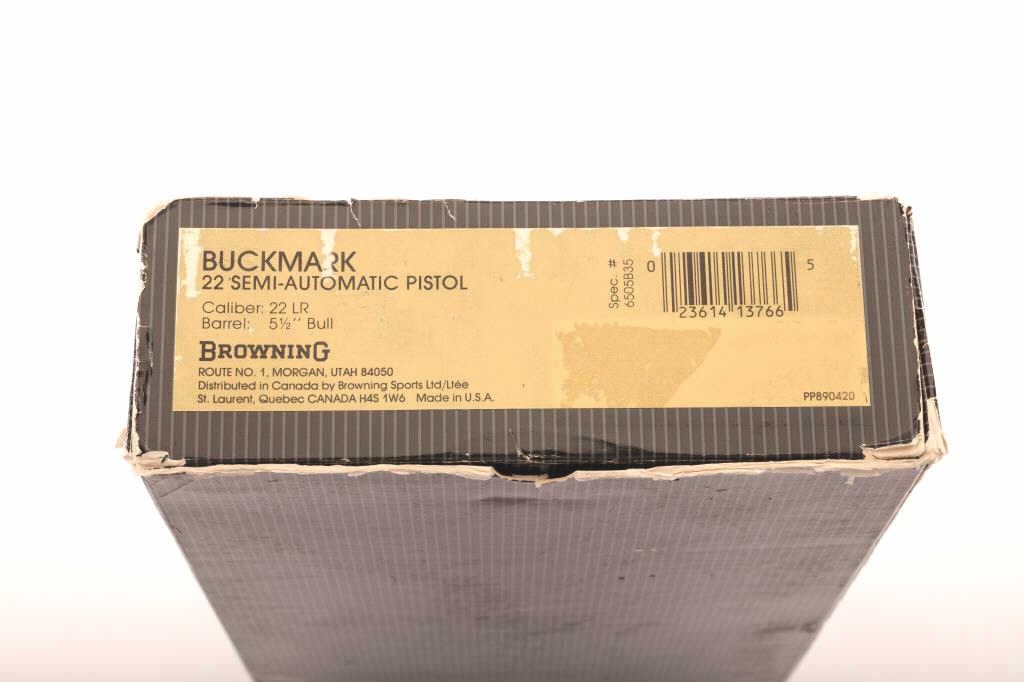 BUCKMARK
22 SEMI-AUTOMATIC PISTOL
Caliber: 22 LR
Barrel: 5½" Bull
BROWNING
ROUTE NO. 1, MORGAN, UTAH 84050
Distributed in Canada by Browning Sports Ltd/Ltée
St. Laurent, Quebec CANADA H4S 1W6 Made in U.S.A.
Spec. #
6505B35
0 23614 13766 5
PP890420